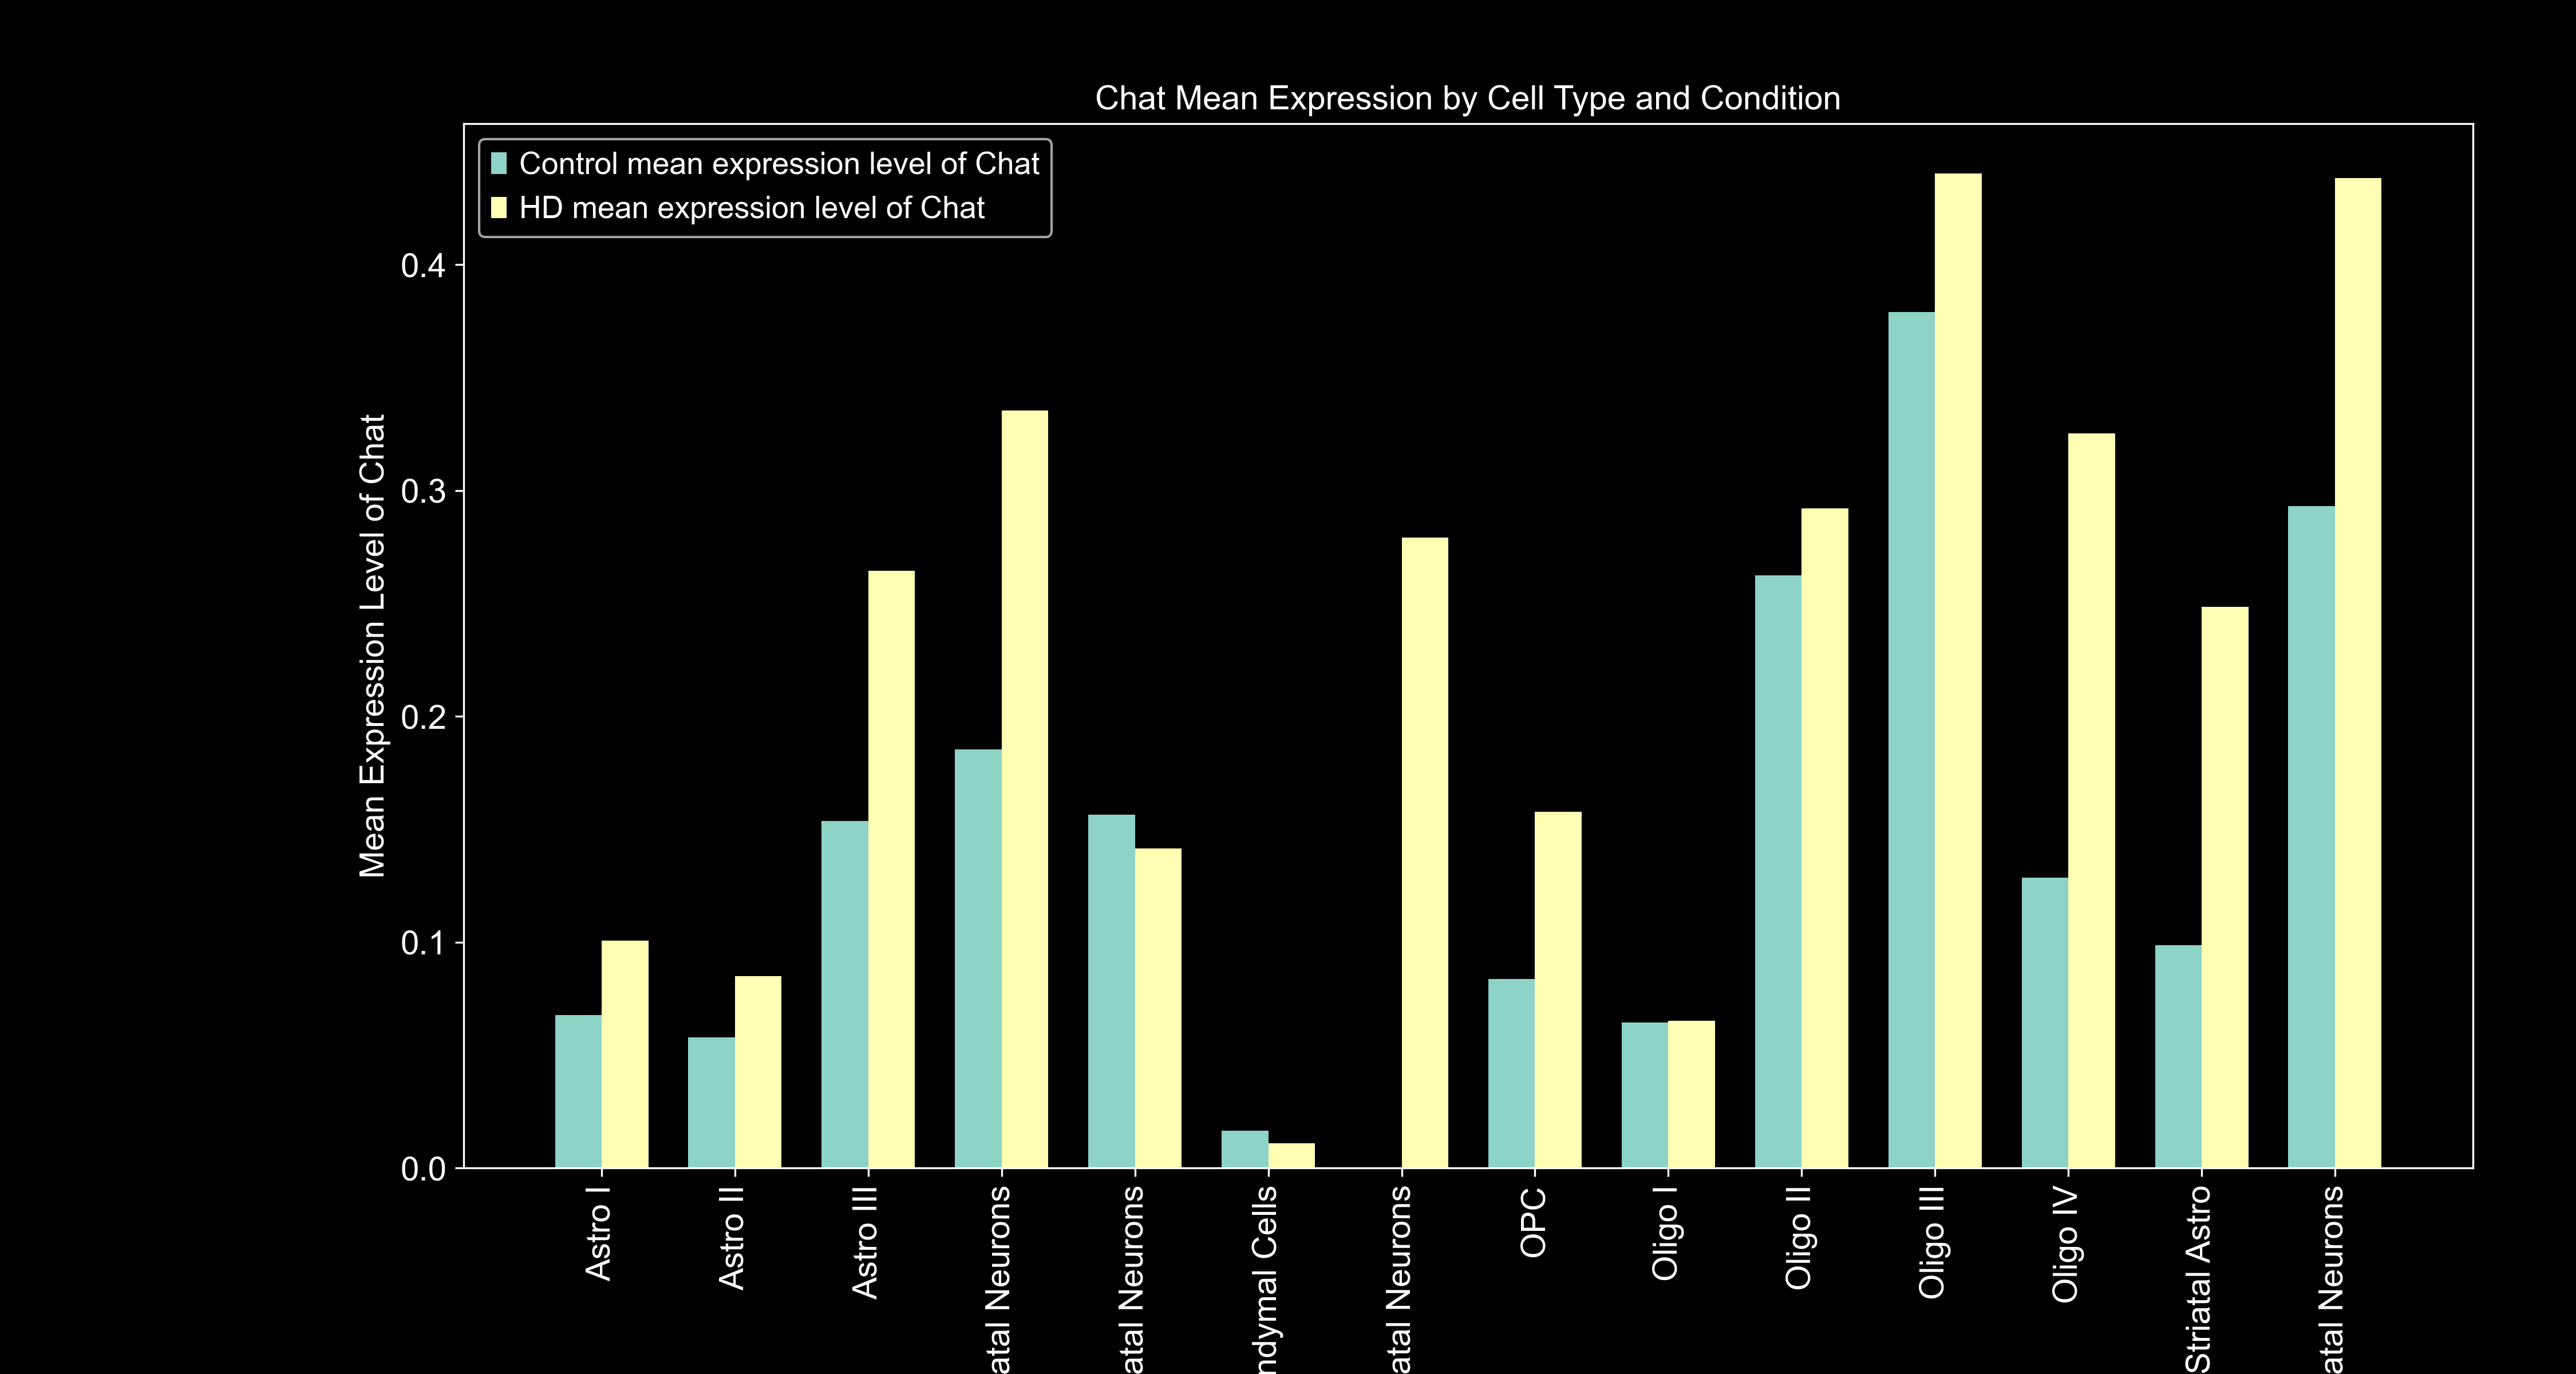 Chat Mean Expression by Cell Type and Condition
Control mean expression level of Chat
HD mean expression level of Chat
Mean Expression Level of Chat
0.4
0.3
0.2
0.1
0.0
Astro I
Astro II
Astro III
atal Neurons
atal Neurons
ndymal Cells
atal Neurons
OPC
Oligo I
Oligo II
Oligo III
Oligo IV
Striatal Astro
atal Neurons